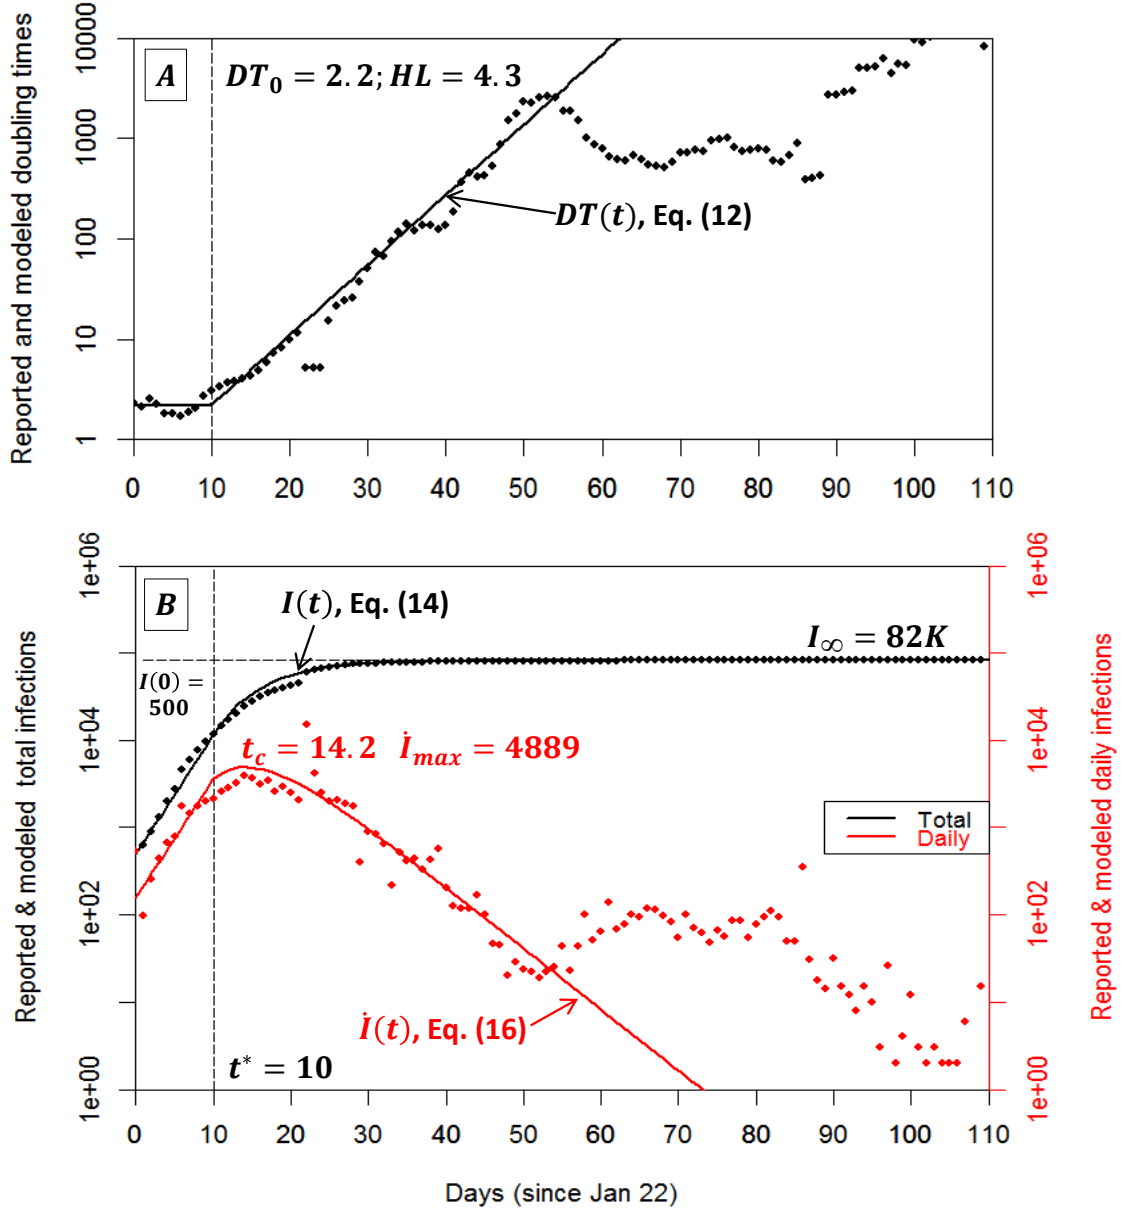 Reported and modeled doubling times
10000
1000
100
10
1
A
DT₀ = 2.2; HL = 4.3
DT(t), Eq. (12)
0 10 20 30 40 50 60 70 80 90 100 110
Reported & modeled total infections
1e+06
1e+04
1e+02
1e+00
B
I(t), Eq. (14)
I∞ = 82K
I(0) =
500
t_c = 14.2 İ_max = 4889
Total
Daily
İ(t), Eq. (16)
t* = 10
1e+06
1e+04
1e+02
1e+00
Reported & modeled daily infections
0 10 20 30 40 50 60 70 80 90 100 110
Days (since Jan 22)